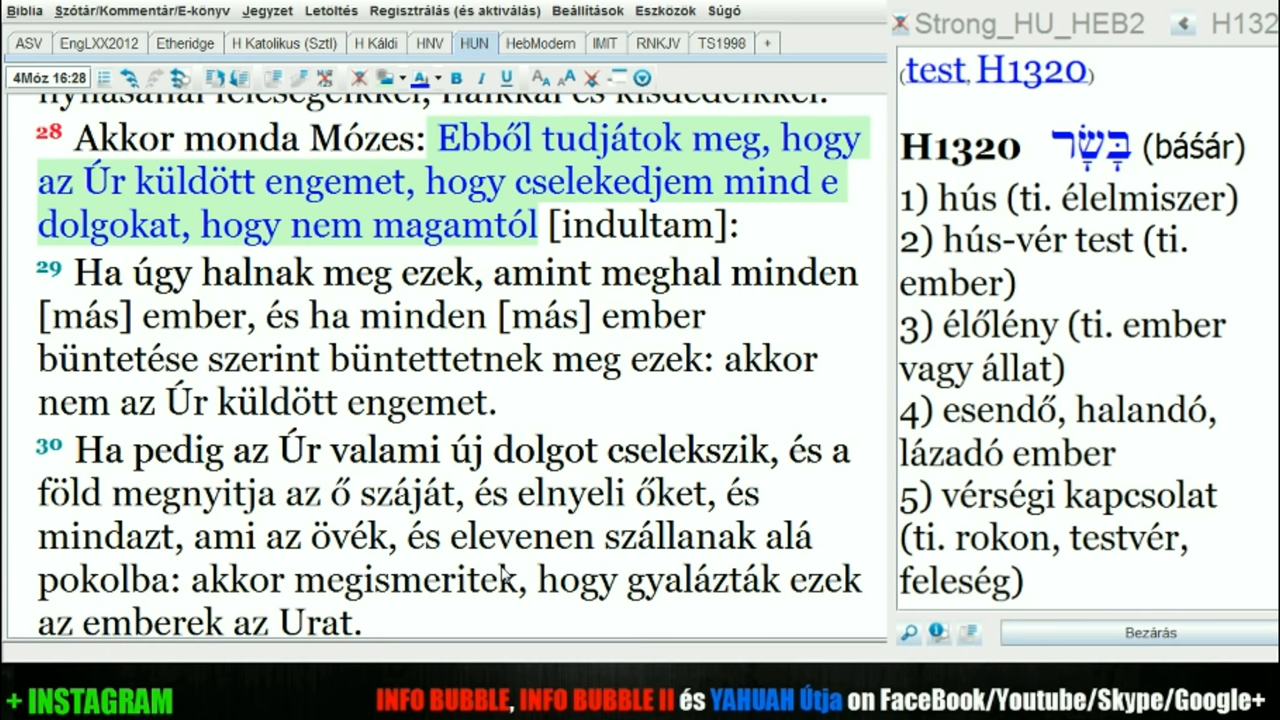 Biblia Szótár/Kommentár/E-könyv Jegyzet Letöltés Regisztrálás (és aktiválás) Beállítások Eszközök Súgó
ASV EngLXX2012 Etheridge H Katolikus (Sztl) H Káldi HNV HUN HebModern IMIT RNKJV TS1998 +
4Móz 16:28
feleségeikkel, fiaikkal és kisdedeikkel.
28 Akkor monda Mózes: Ebből tudjátok meg, hogy
az Úr küldött engemet, hogy cselekedjem mind e
dolgokat, hogy nem magamtól [indultam]:
29 Ha úgy halnak meg ezek, amint meghal minden
[más] ember, és ha minden [más] ember
büntetése szerint büntettetnek meg ezek: akkor
nem az Úr küldött engemet.
30 Ha pedig az Úr valami új dolgot cselekszik, és a
föld megnyitja az ő száját, és elnyeli őket, és
mindazt, ami az övék, és elevenen szállanak alá
pokolba: akkor megismeritek, hogy gyalázták ezek
az emberek az Urat.
Strong_HU_HEB2 H132
(test, H1320)
H1320 בָּשָׂר (báśár)
1) hús (ti. élelmiszer)
2) hús-vér test (ti.
ember)
3) élőlény (ti. ember
vagy állat)
4) esendő, halandó,
lázadó ember
5) vérségi kapcsolat
(ti. rokon, testvér,
feleség)
Bezárás
+ INSTAGRAM INFO BUBBLE, INFO BUBBLE II és YAHUAH Útja on FaceBook/Youtube/Skype/Google+